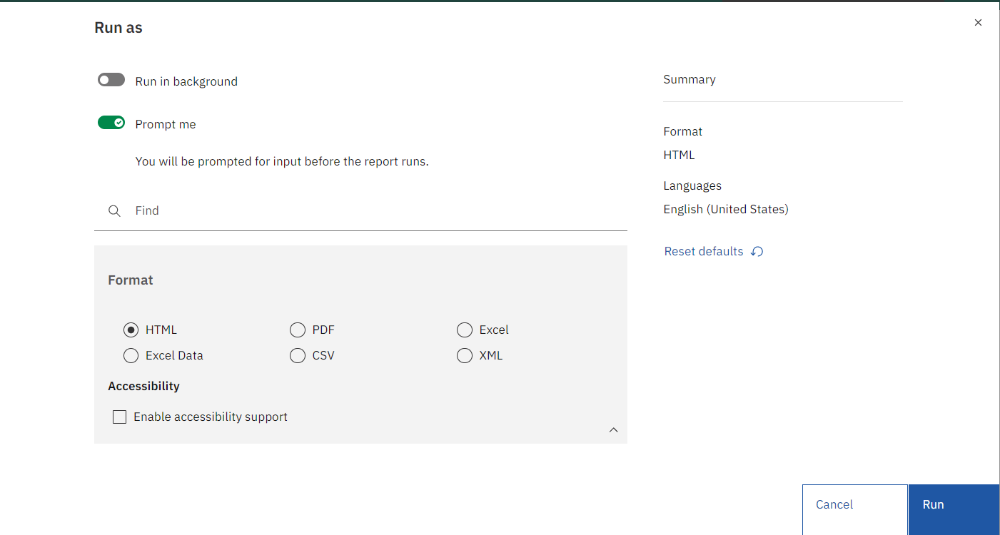 Run as
Run in background
Prompt me
You will be prompted for input before the report runs.
Find
Format
HTML
PDF
Excel
Excel Data
CSV
XML
Accessibility
Enable accessibility support
Summary
Format
HTML
Languages
English (United States)
Reset defaults
Cancel
Run